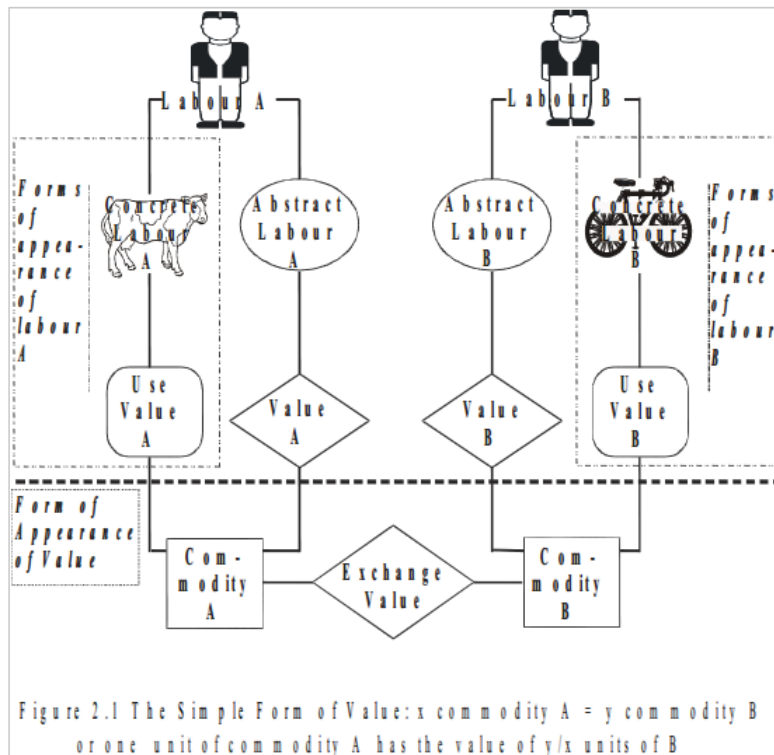 Labour A
Labour B
Forms
of
appea-
rance
of
labour
A
Concrete
Labour
A
Abstract
Labour
A
Abstract
Labour
B
Concrete
Labour
B
Forms
of
appea-
rance
of
labour
B
Use
Value
A
Value
A
Value
B
Use
Value
B
Form of
Appearance
of Value
Com-
modity
A
Exchange
Value
Com-
modity
B
Figure 2.1 The Simple Form of Value: x commodity A = y commodity B
or one unit of commodity A has the value of y/x units of B